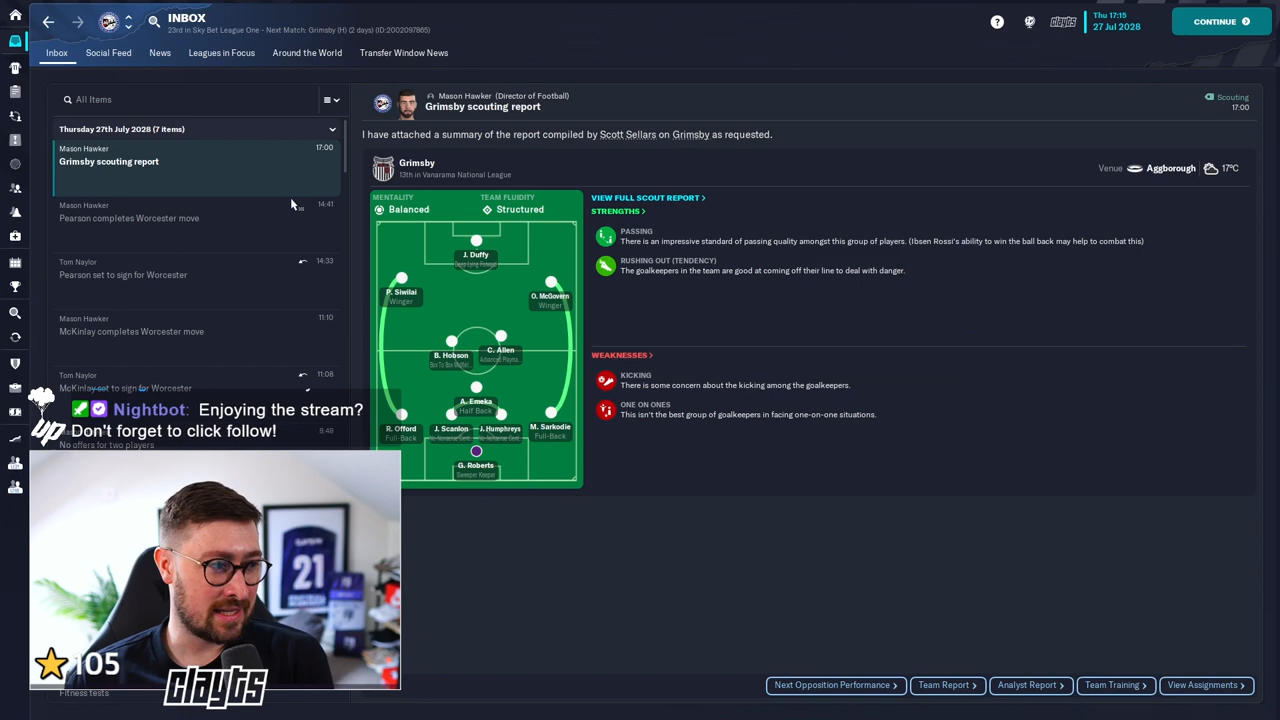 INBOX
23rd in Sky Bet League One - Next Match: Grimsby (H) (2 days) (ID:2002097865)
clayts
Thu 17:15
27 Jul 2028
CONTINUE
Inbox
Social Feed
News
Leagues in Focus
Around the World
Transfer Window News
All Items
Thursday 27th July 2028 (7 items)
Mason Hawker
17:00
Grimsby scouting report
Mason Hawker
14:41
Pearson completes Worcester move
Tom Naylor
14:33
Pearson set to sign for Worcester
Mason Hawker
11:10
McKinlay completes Worcester move
Tom Naylor
11:08
McKinlay set to sign for Worcester
8:48
No offers for two players
Fitness tests
Mason Hawker (Director of Football)
Grimsby scouting report
Scouting
17:00
I have attached a summary of the report compiled by Scott Sellars on Grimsby as requested.
Grimsby
13th in Vanarama National League
Venue
Aggborough
17°C
MENTALITY
Balanced
TEAM FLUIDITY
Structured
J. Duffy
P. Siwilai
Winger
O. McGovern
Winger
B. Hobson
C. Allen
A. Emeka
Half Back
R. Offord
Full-Back
J. Scanlon
J. Humphreys
M. Sarkodie
Full-Back
G. Roberts
Sweeper Keeper
VIEW FULL SCOUT REPORT >
STRENGTHS >
PASSING
There is an impressive standard of passing quality amongst this group of players. (Ibsen Rossi's ability to win the ball back may help to combat this)
RUSHING OUT (TENDENCY)
The goalkeepers in the team are good at coming off their line to deal with danger.
WEAKNESSES >
KICKING
There is some concern about the kicking among the goalkeepers.
ONE ON ONES
This isn't the best group of goalkeepers in facing one-on-one situations.
Nightbot: Enjoying the stream?
Don't forget to click follow!
up
21
105
clayts
Next Opposition Performance >
Team Report >
Analyst Report >
Team Training >
View Assignments >